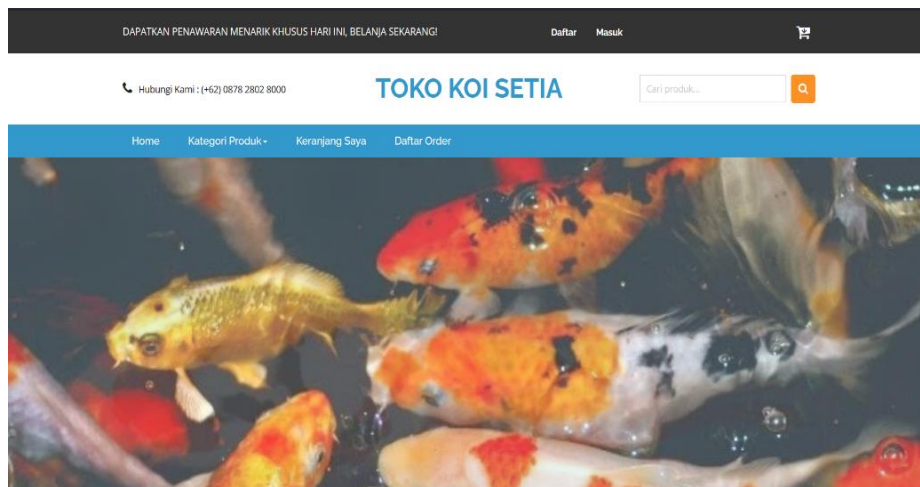 DAPATKAN PENAWARAN MENARIK KHUSUS HARI INI, BELANJA SEKARANG! Daftar Masuk
Hubungi Kami : (+62) 0878 2802 8000 TOKO KOI SETIA Cari produk...
Home Kategori Produk Keranjang Saya Daftar Order